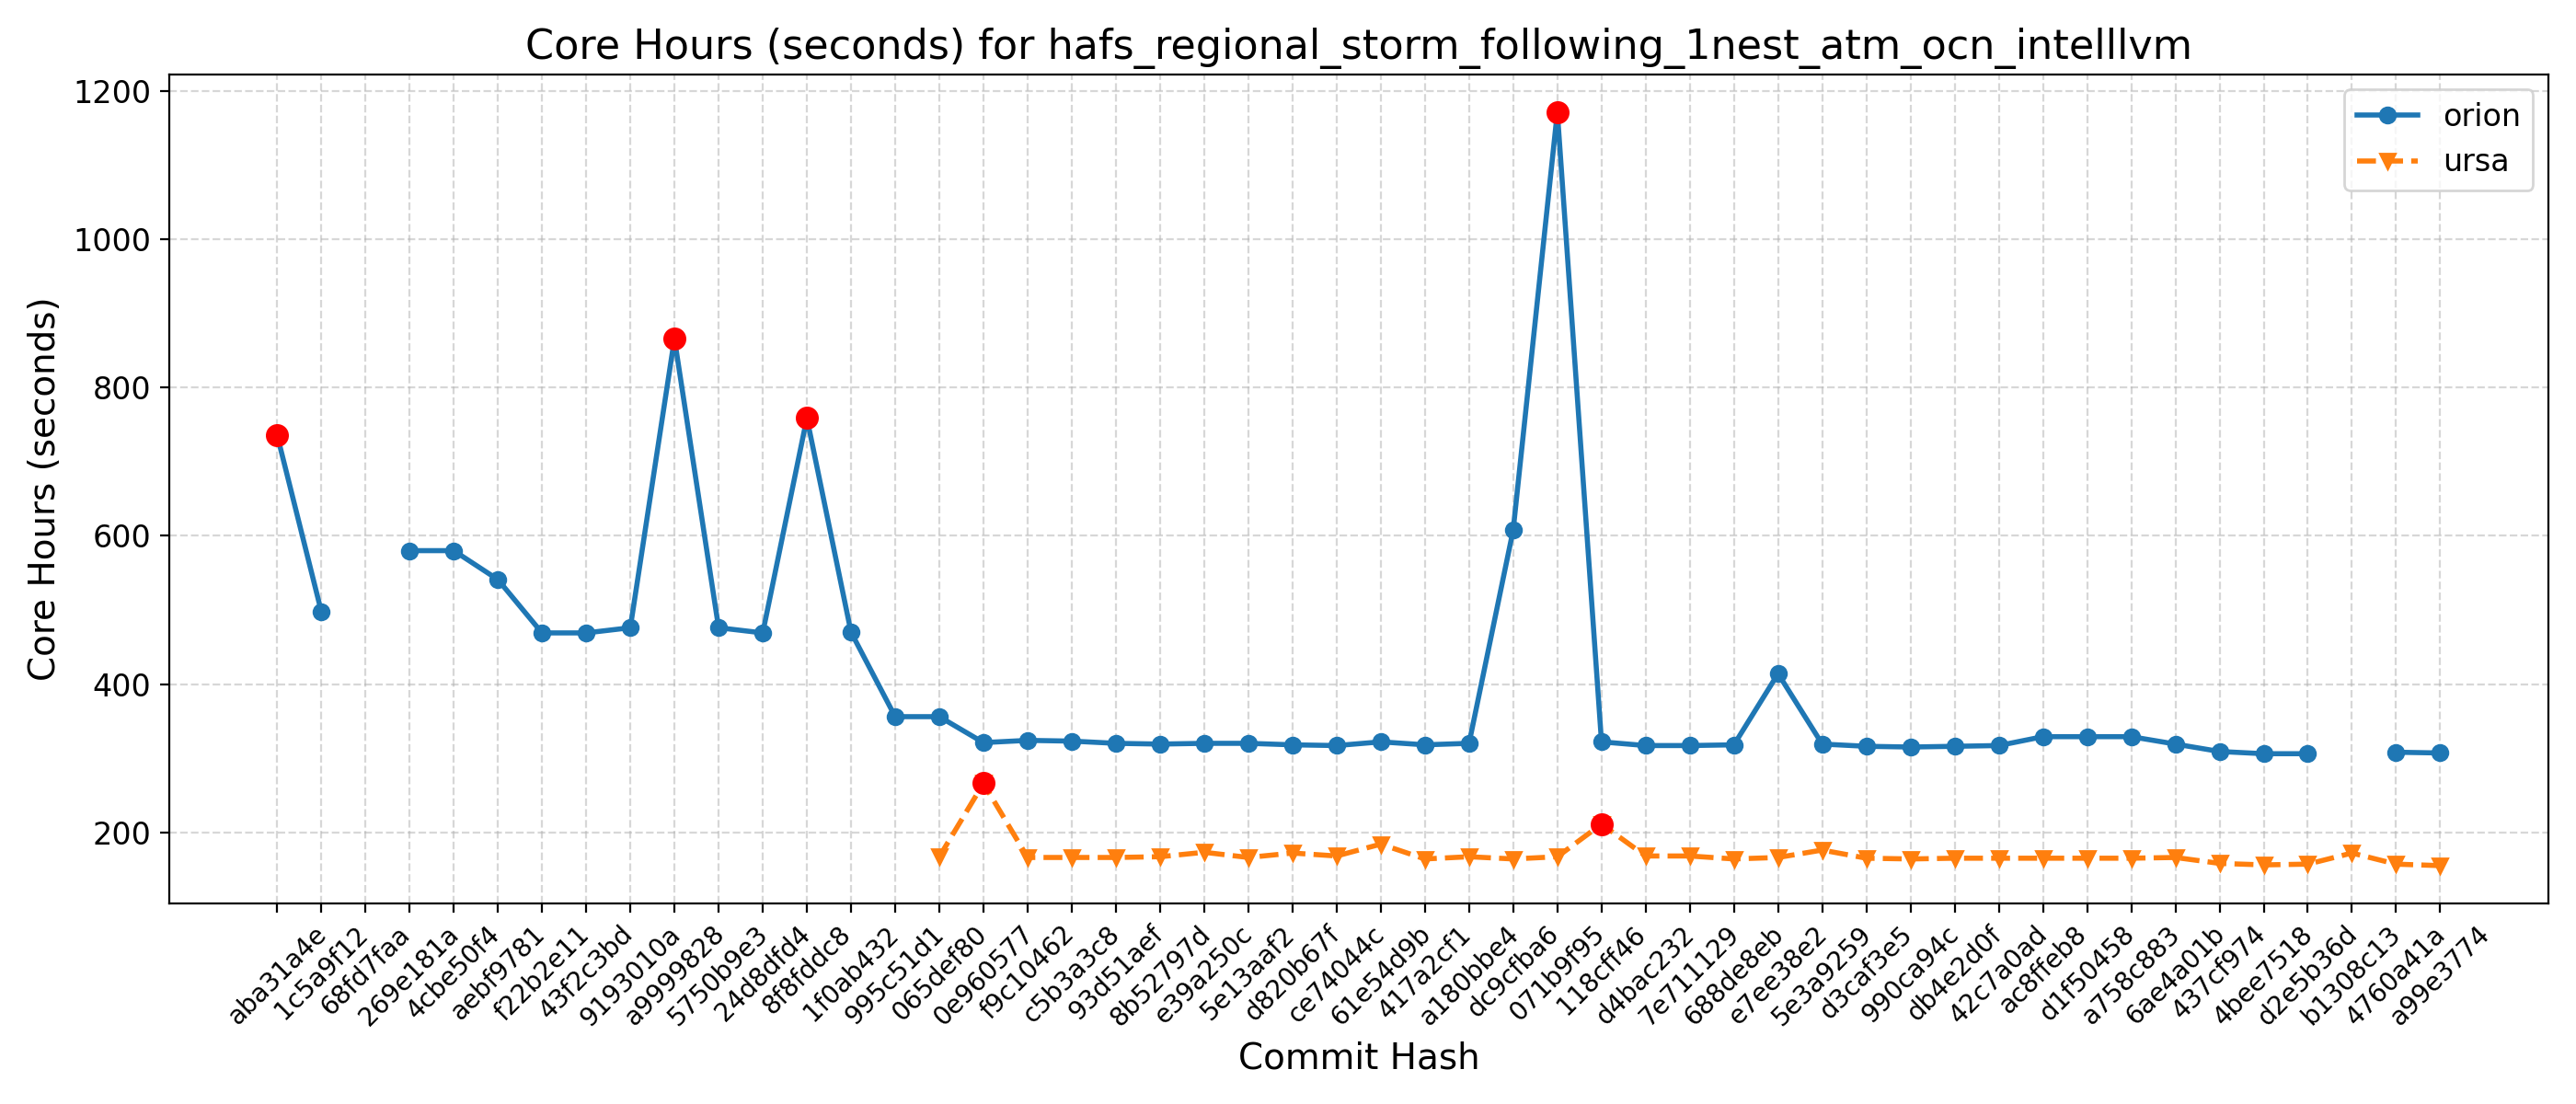 Core Hours (seconds) for hafs_regional_storm_following_1nest_atm_ocn_intelllvm
Core Hours (seconds)
1200
1000
800
600
400
200
orion
ursa
aba31a4e
1c5a9f12
68fd7faa
269e181a
4cbe50f4
aebf9781
f22b2e11
43f2c3bd
9193010a
a9999828
5750b9e3
24d8dfd4
8f8fddc8
1f0ab432
995c51d1
065def80
0e960577
f9c10462
c5b3a3c8
93d51aef
8b52797d
e39a250c
5e13aaf2
d820b67f
ce74044c
61e54d9b
417a2cf1
a180bbe4
dc9cfba6
071b9f95
118cff46
d4bac232
7e711129
688de8eb
e7ee38e2
5e3a9259
d3caf3e5
990ca94c
db4e2d0f
42c7a0ad
ac8ffeb8
d1f50458
a758c883
6ae4a01b
437cf974
4bee7518
d2e5b36d
b1308c13
4760a41a
a99e3774
Commit Hash